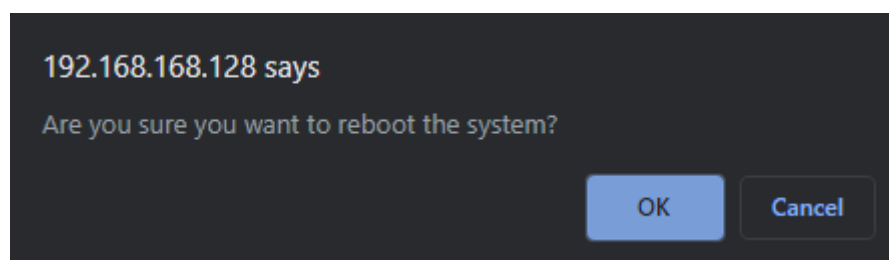 192.168.168.128 says
Are you sure you want to reboot the system?
OK Cancel